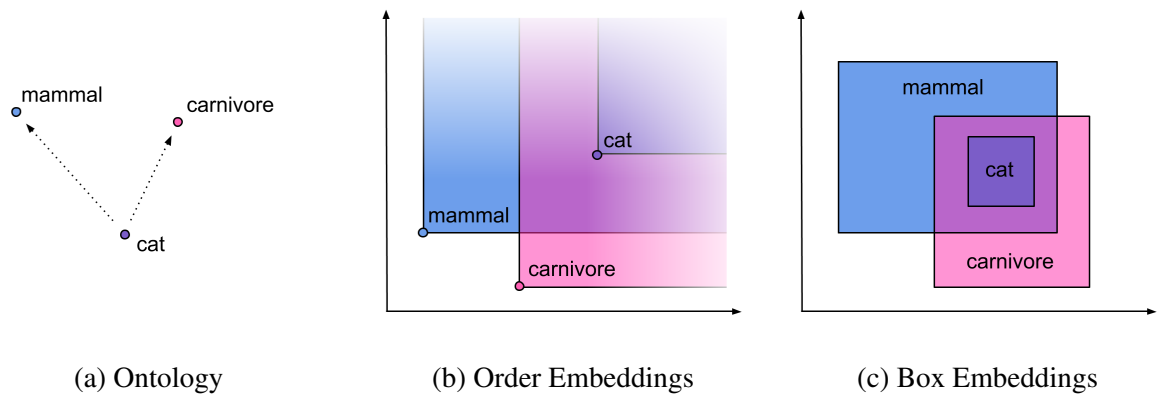 mammal
carnivore
cat
(a) Ontology
cat
mammal
carnivore
(b) Order Embeddings
mammal
cat
carnivore
(c) Box Embeddings